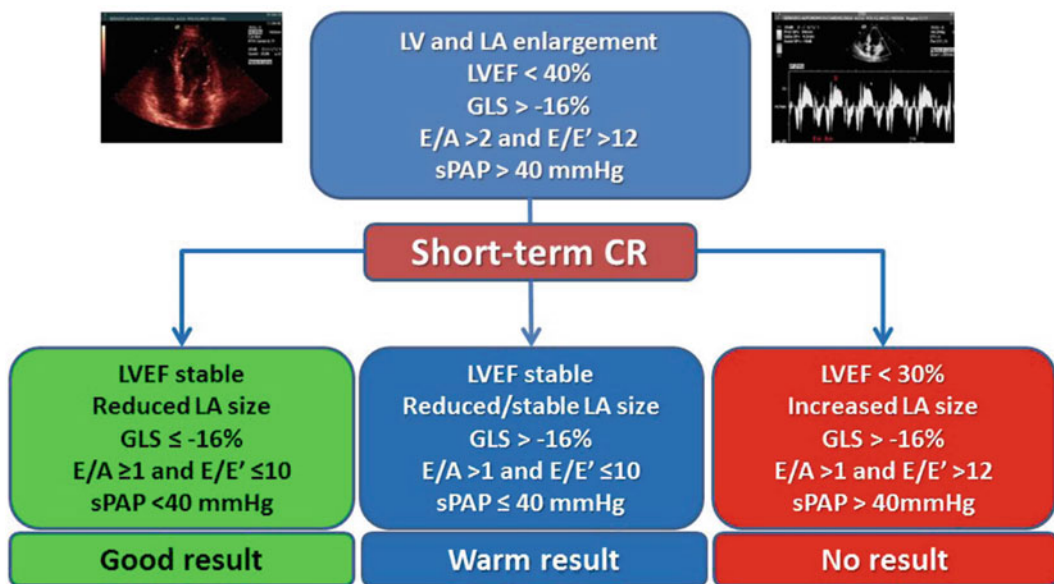 LV and LA enlargement
LVEF < 40%
GLS > -16%
E/A >2 and E/E’ >12
sPAP > 40 mmHg
Short-term CR
LVEF stable
Reduced LA size
GLS ≤ -16%
E/A ≥1 and E/E’ ≤10
sPAP <40 mmHg
Good result
LVEF stable
Reduced/stable LA size
GLS > -16%
E/A >1 and E/E’ ≤10
sPAP ≤ 40 mmHg
Warm result
LVEF < 30%
Increased LA size
GLS > -16%
E/A >1 and E/E’ >12
sPAP > 40mmHg
No result